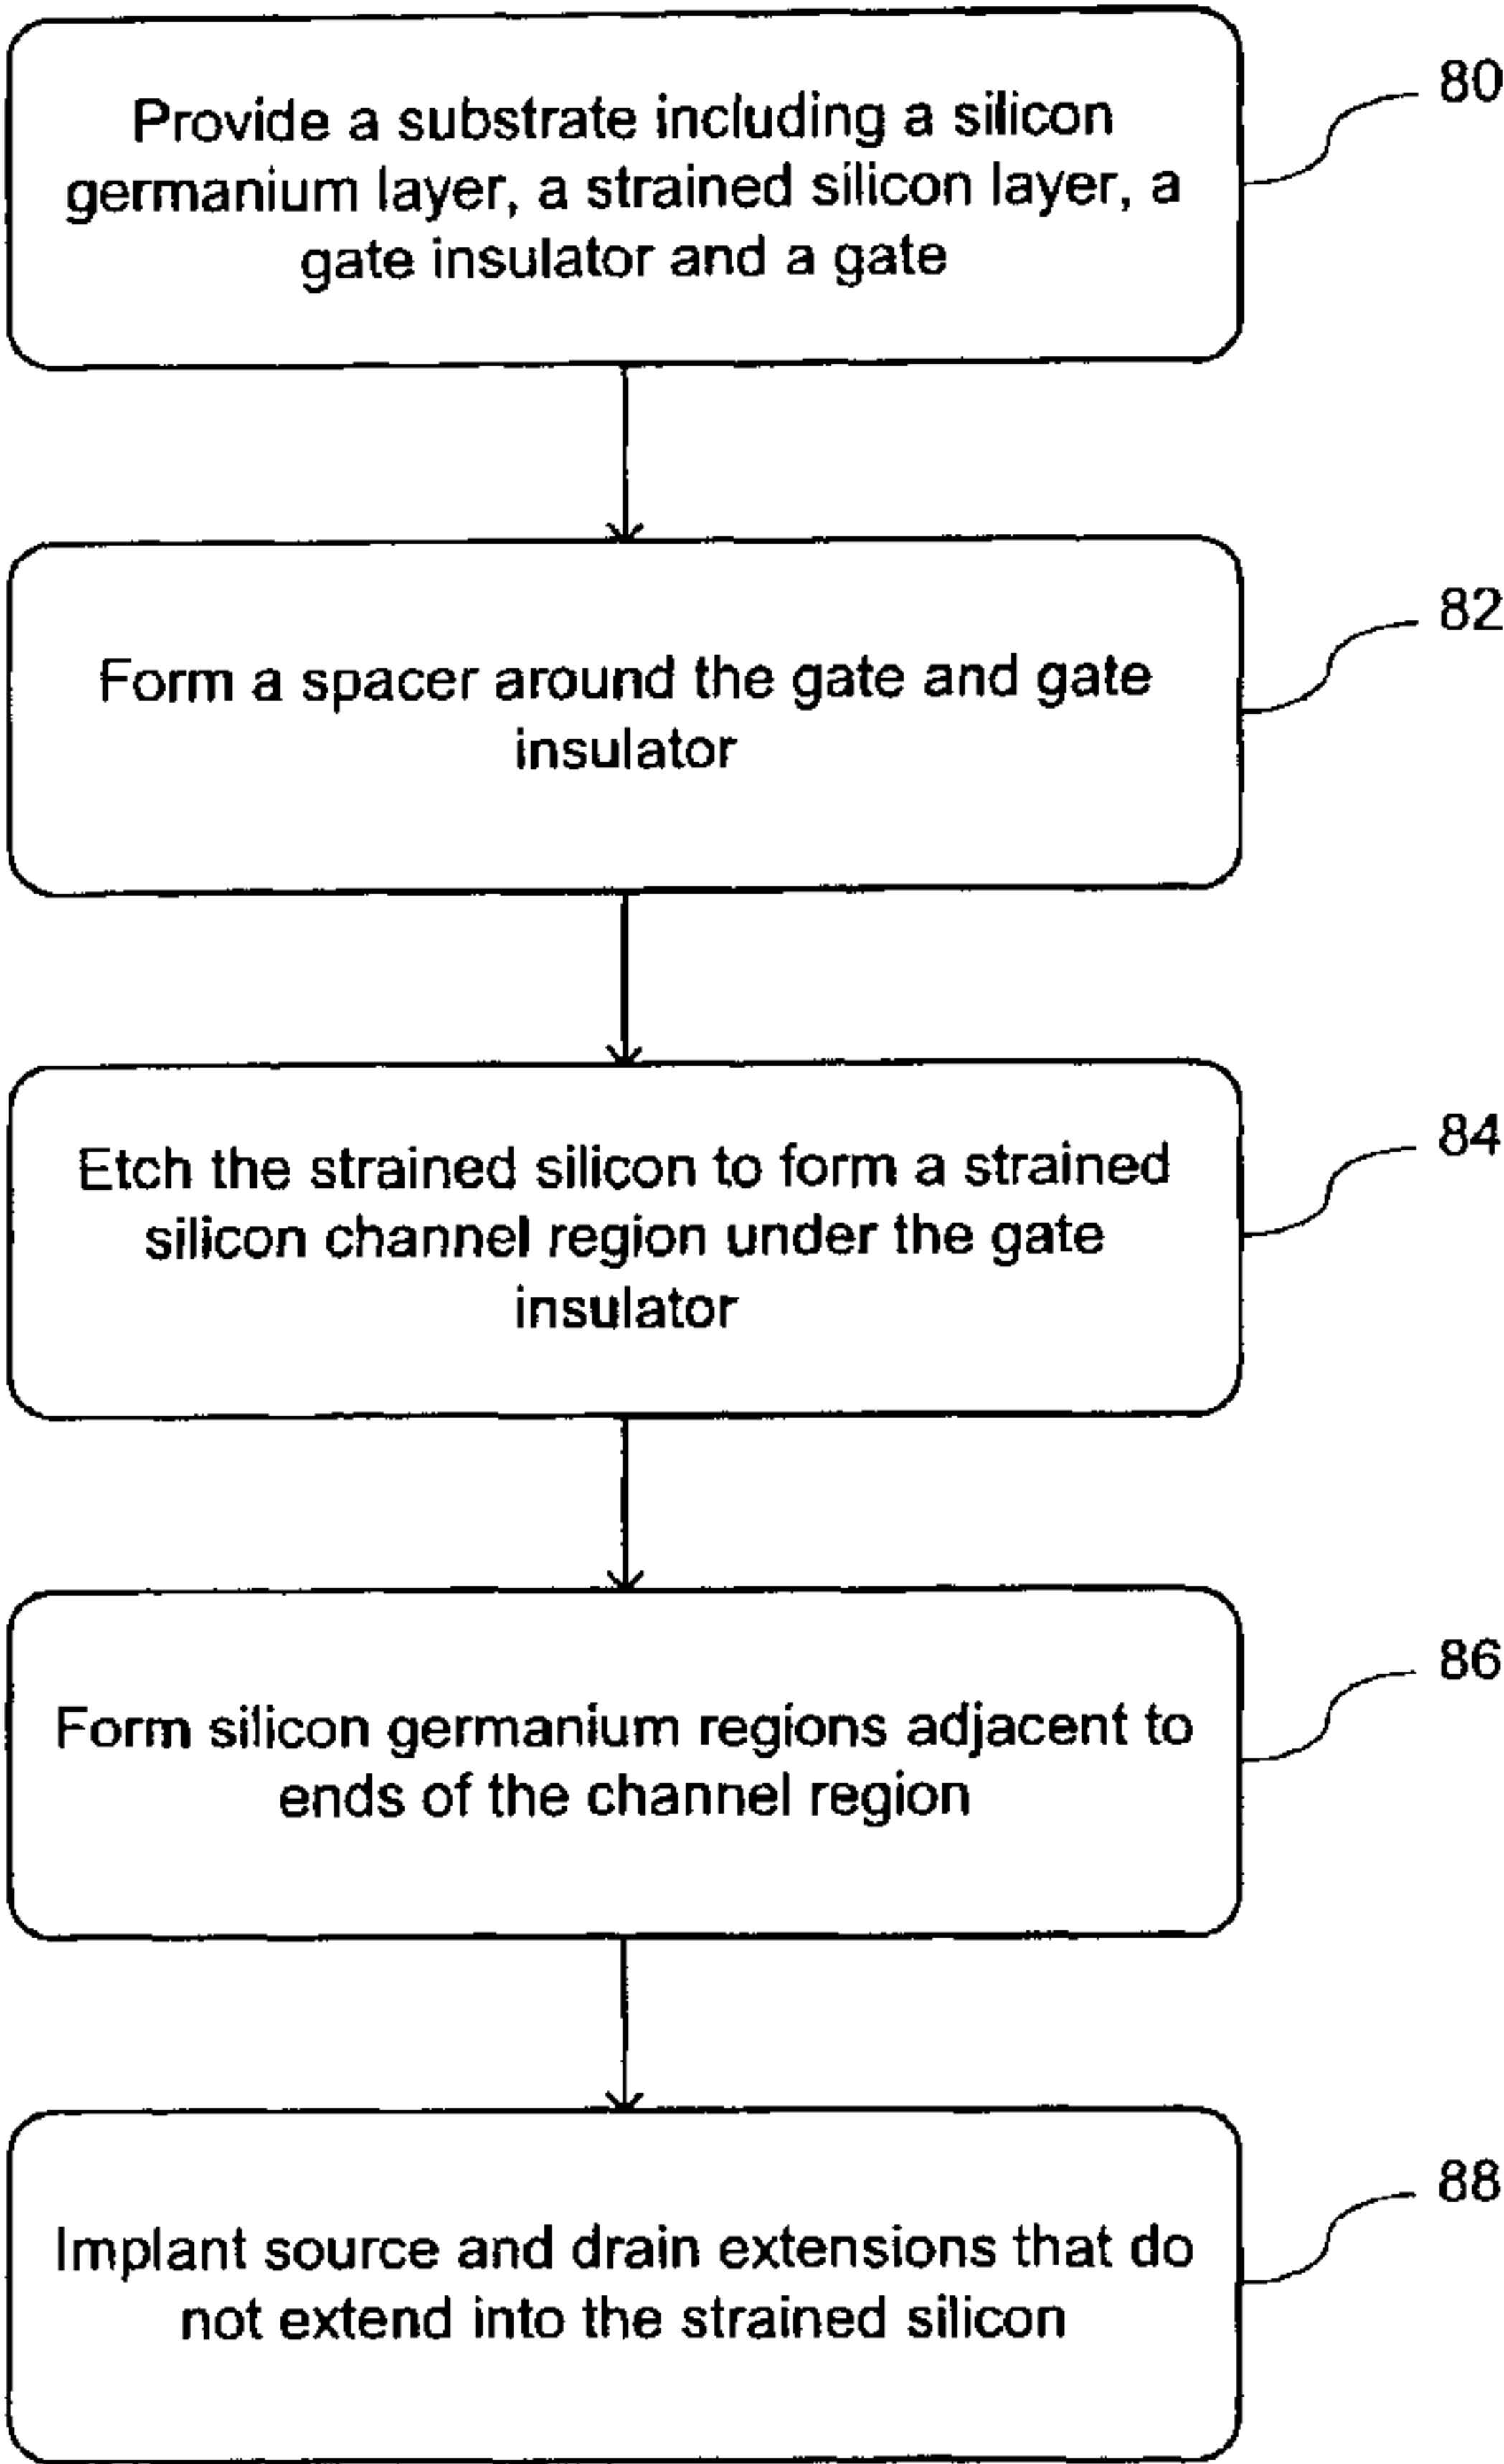 Provide a substrate including a silicon
germanium layer, a strained silicon layer, a
gate insulator and a gate
80
Form a spacer around the gate and gate
insulator
82
Etch the strained silicon to form a strained
silicon channel region under the gate
insulator
84
Form silicon germanium regions adjacent to
ends of the channel region
86
Implant source and drain extensions that do
not extend into the strained silicon
88